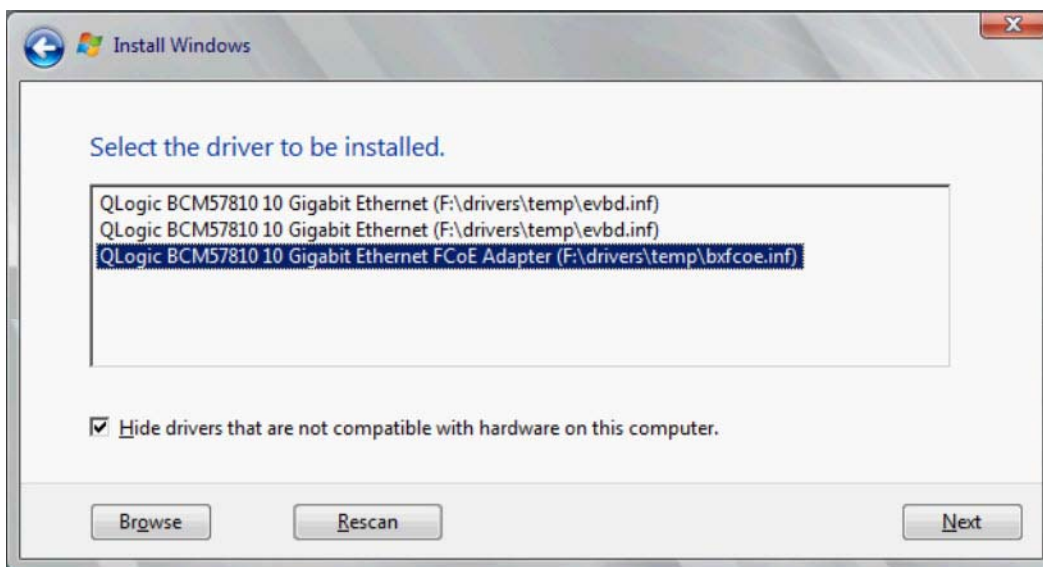 Install Windows
Select the driver to be installed.
QLogic BCM57810 10 Gigabit Ethernet (F:\drivers\temp\evbd.inf)
QLogic BCM57810 10 Gigabit Ethernet (F:\drivers\temp\evbd.inf)
QLogic BCM57810 10 Gigabit Ethernet FCoE Adapter (F:\drivers\temp\bxfcoe.inf)
Hide drivers that are not compatible with hardware on this computer.
Browse Rescan Next